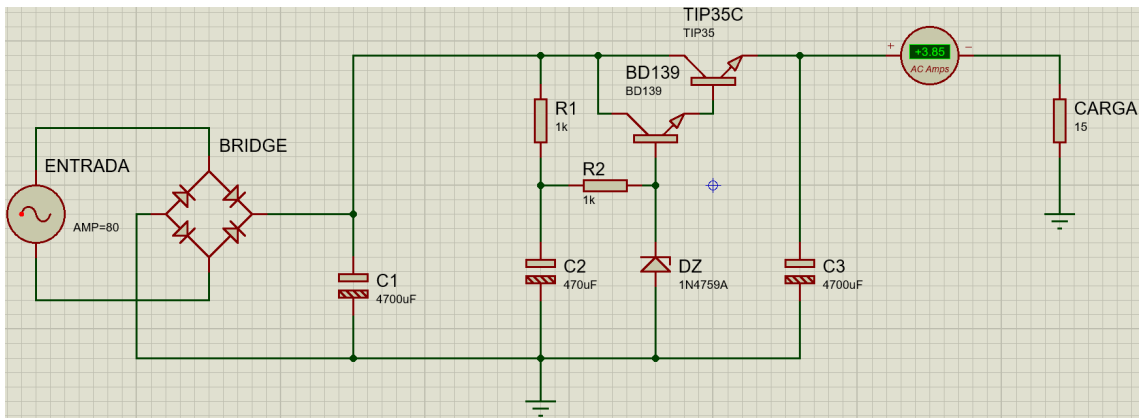 TIP35C
TIP35
+3.85
AC Amps
+
−
BD139
BD139
R1
1k
CARGA
15
BRIDGE
ENTRADA
AMP=80
R2
1k
C1
4700uF
C2
470uF
DZ
1N4759A
C3
4700uF